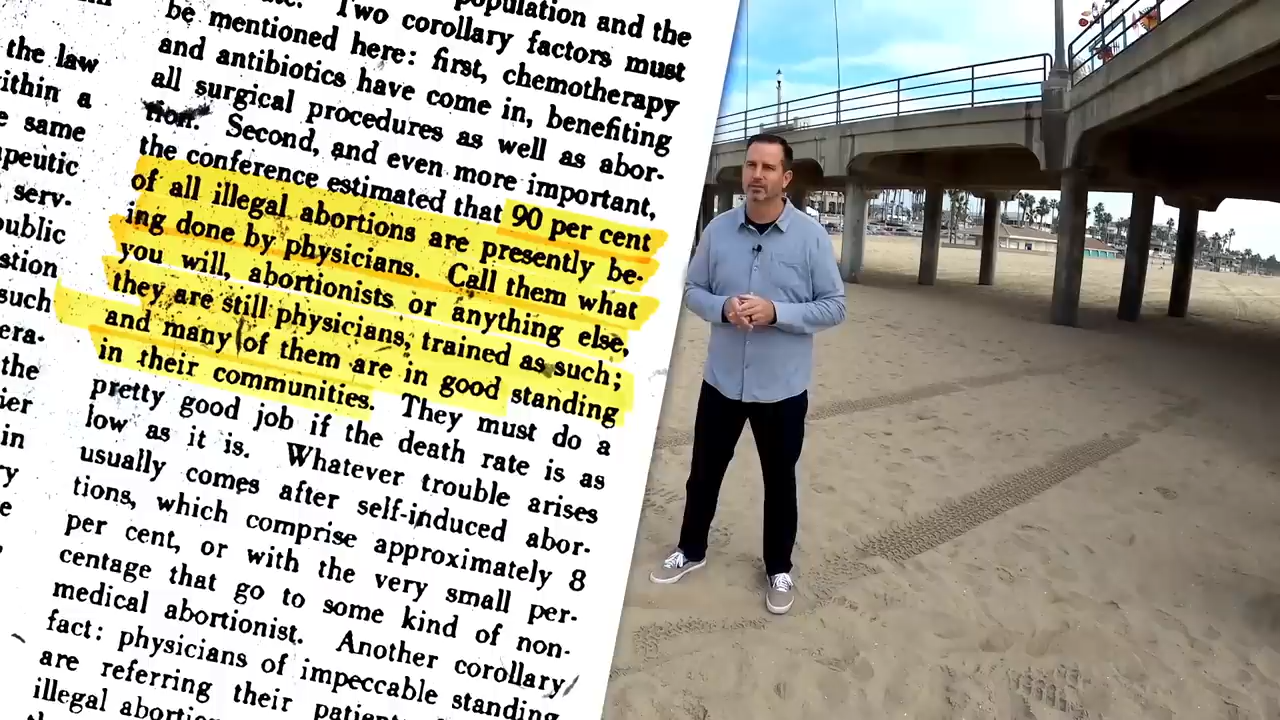 the law
within a
same
serv-
public
such
the
in
population and the
Two corollary factors must
be mentioned here: first, chemotherapy
and antibiotics have come in, benefiting
all surgical procedures as well as abor-
tion. Second, and even more important,
the conference estimated that 90 per cent
of all illegal abortions are presently be-
ing done by physicians. Call them what
you will, abortionists or anything else,
they are still physicians, trained as such;
and many of them are in good standing
in their communities. They must do a
pretty good job if the death rate is as
low as it is. Whatever trouble arises
usually comes after self-induced abor-
tions, which comprise approximately 8
per cent, or with the very small per-
centage that go to some kind of non-
medical abortionist. Another corollary
fact: physicians of impeccable standing
are referring their patients
illegal